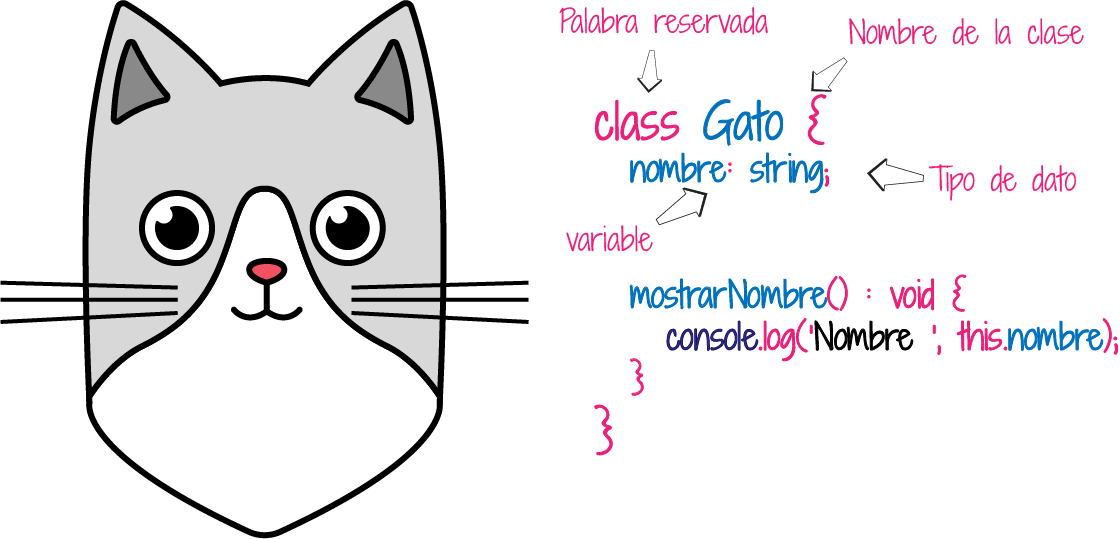 Palabra reservada
Nombre de la clase
class Gato {
nombre: string;
Tipo de dato
variable
mostrarNombre() : void {
console.log('Nombre ', this.nombre);
}
}